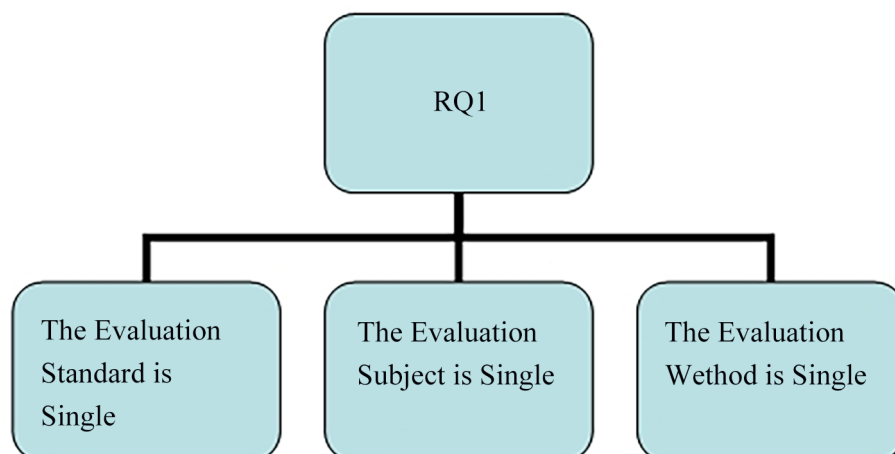 RQ1
The Evaluation
Standard is
Single
The Evaluation
Subject is Single
The Evaluation
Wethod is Single